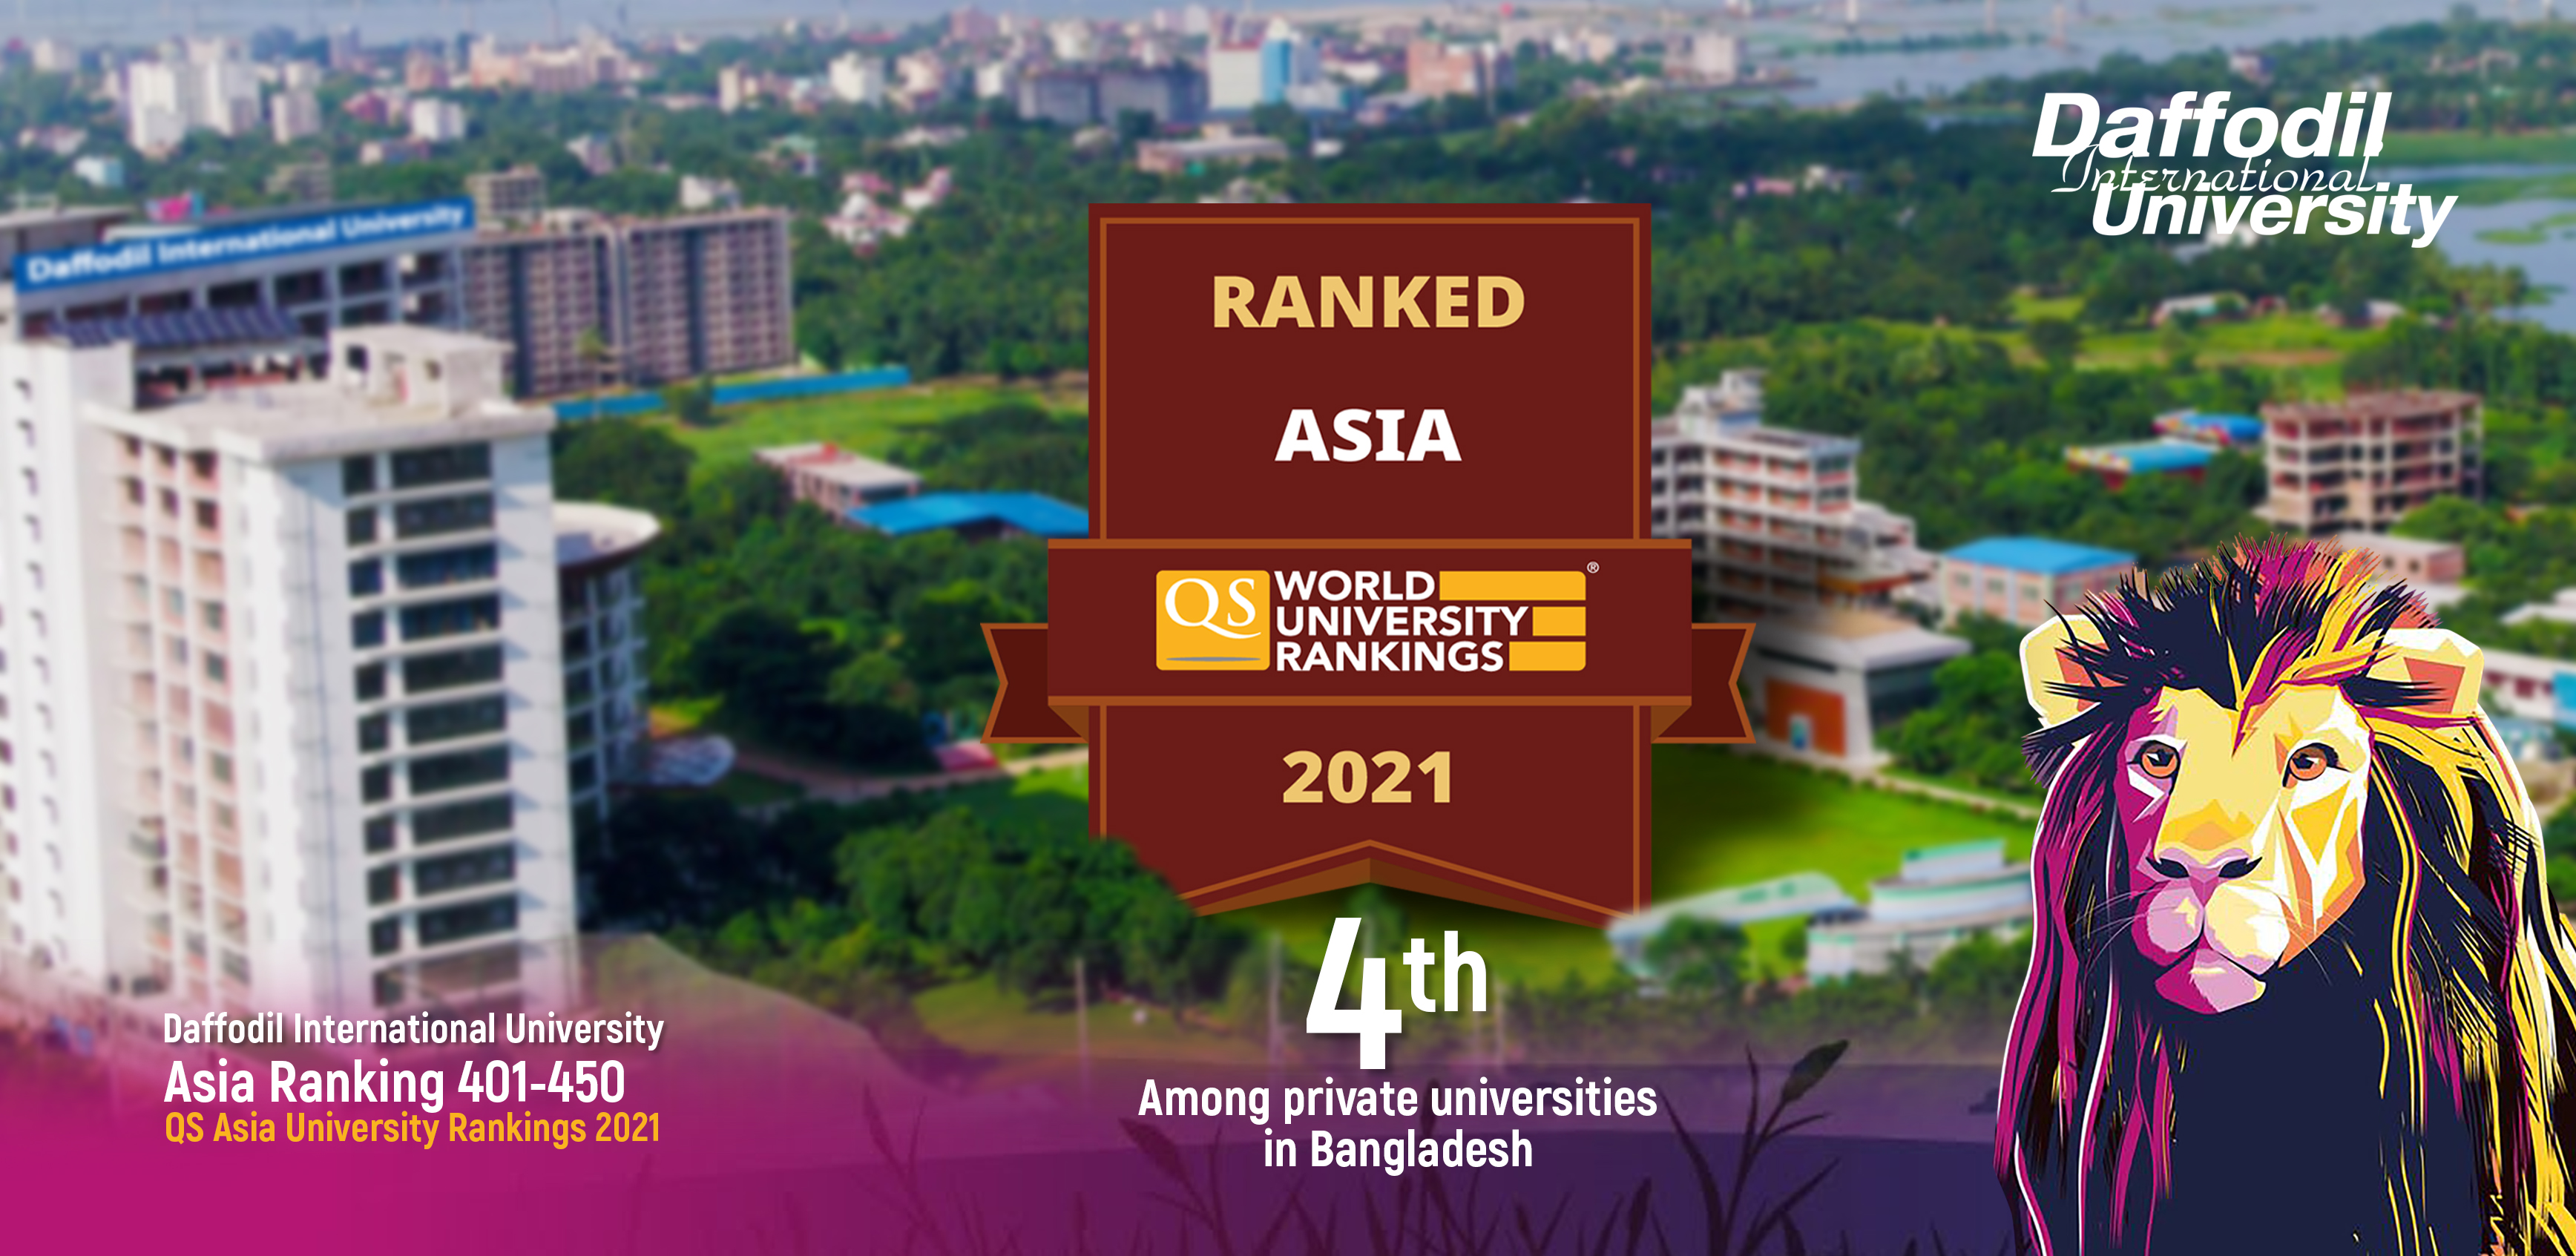 Daffodil
International
University
Daffodil International University
RANKED
ASIA
QS WORLD
UNIVERSITY
RANKINGS
®
2021
4th
Among private universities
in Bangladesh
Daffodil International University
Asia Ranking 401-450
QS Asia University Rankings 2021